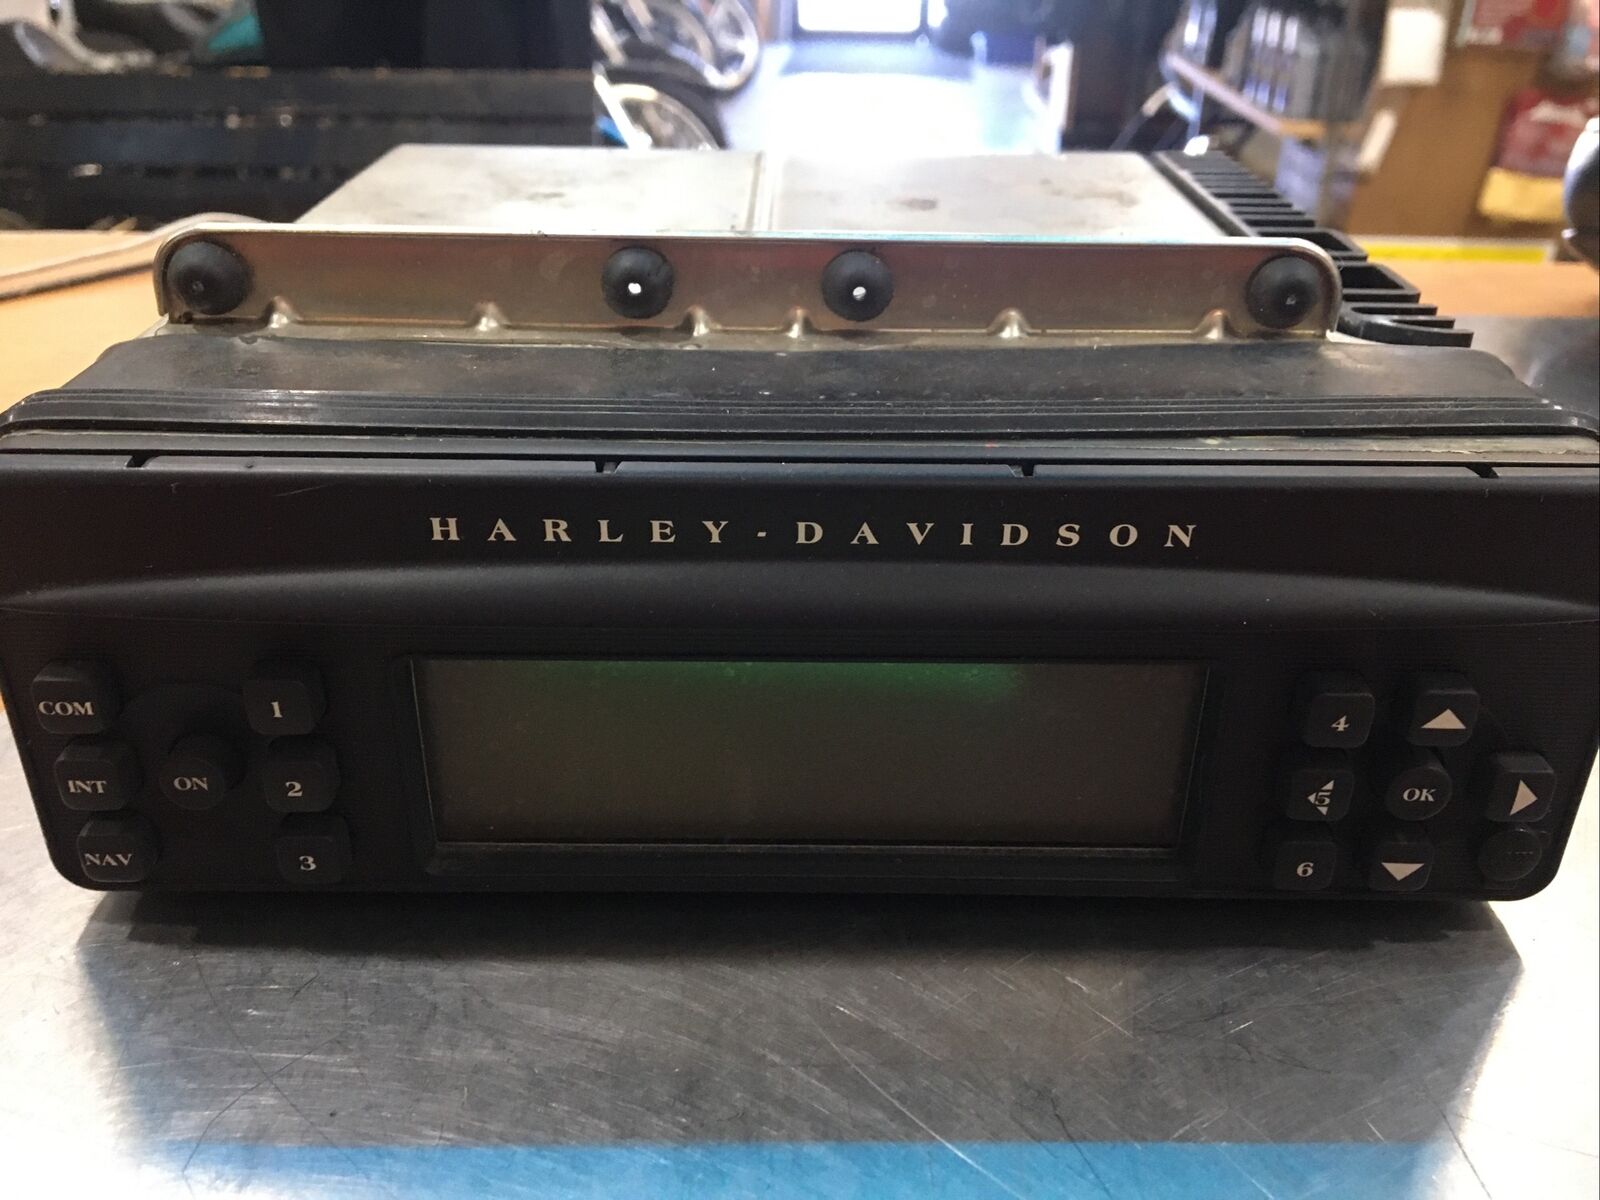 HARLEY-DAVIDSON
COM
1
INT
ON
2
NAV
3
4
5
OK
6